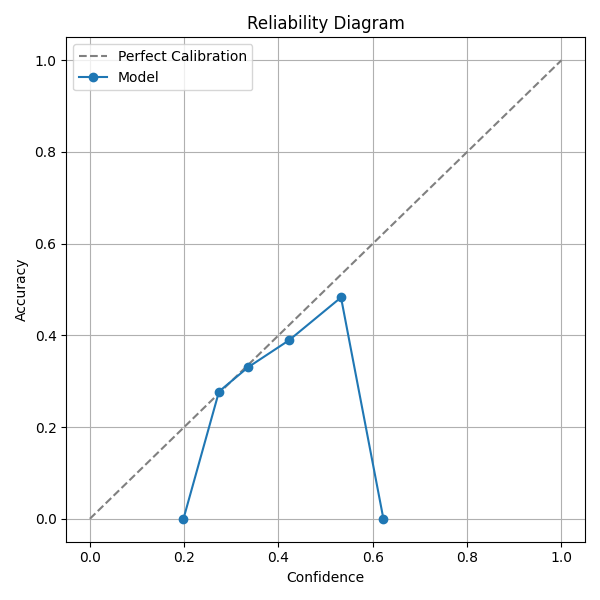 Reliability Diagram
Perfect Calibration
Model
1.0
0.8
0.6
0.4
0.2
0.0
Accuracy
0.0 0.2 0.4 0.6 0.8 1.0
Confidence